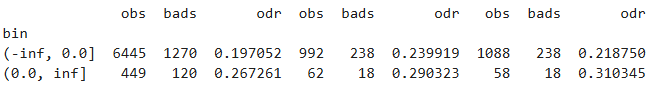 obs bads odr obs bads odr obs bads odr
bin
(-inf, 0.0] 6445 1270 0.197052 992 238 0.239919 1088 238 0.218750
(0.0, inf] 449 120 0.267261 62 18 0.290323 58 18 0.310345